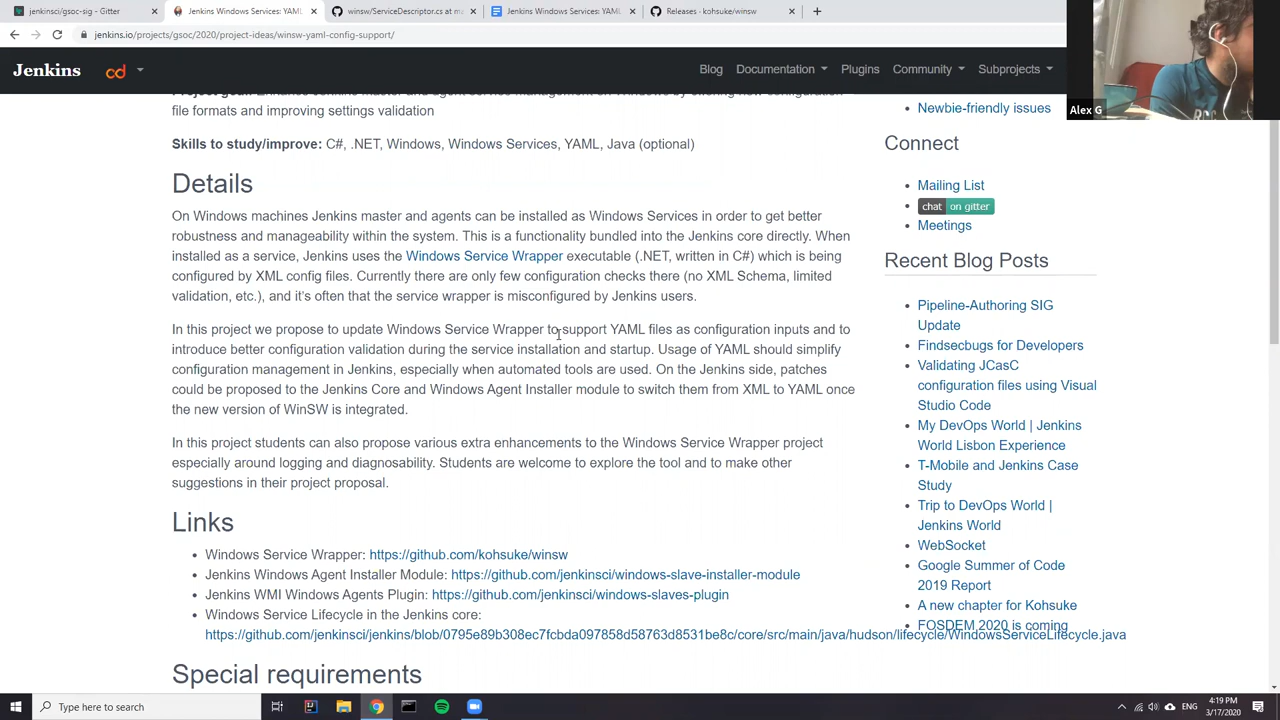 jenkinsci/gsoc-sig - Gitter
Jenkins Windows Services: YAML
winsw/ServiceDescriptor.cs at m
Jenkins Windows Services: YAML
Releases · kohsuke/winsw
jenkins.io/projects/gsoc/2020/project-ideas/winsw-yaml-config-support/
Jenkins
Blog
Documentation
Plugins
Community
Subprojects
Alex G
file formats and improving settings validation
Skills to study/improve: C#, .NET, Windows, Windows Services, YAML, Java (optional)
Details
On Windows machines Jenkins master and agents can be installed as Windows Services in order to get better
robustness and manageability within the system. This is a functionality bundled into the Jenkins core directly. When
installed as a service, Jenkins uses the Windows Service Wrapper executable (.NET, written in C#) which is being
configured by XML config files. Currently there are only few configuration checks there (no XML Schema, limited
validation, etc.), and it's often that the service wrapper is misconfigured by Jenkins users.
In this project we propose to update Windows Service Wrapper to support YAML files as configuration inputs and to
introduce better configuration validation during the service installation and startup. Usage of YAML should simplify
configuration management in Jenkins, especially when automated tools are used. On the Jenkins side, patches
could be proposed to the Jenkins Core and Windows Agent Installer module to switch them from XML to YAML once
the new version of WinSW is integrated.
In this project students can also propose various extra enhancements to the Windows Service Wrapper project
especially around logging and diagnosability. Students are welcome to explore the tool and to make other
suggestions in their project proposal.
Links
Windows Service Wrapper: https://github.com/kohsuke/winsw
Jenkins Windows Agent Installer Module: https://github.com/jenkinsci/windows-slave-installer-module
Jenkins WMI Windows Agents Plugin: https://github.com/jenkinsci/windows-slaves-plugin
Windows Service Lifecycle in the Jenkins core:
https://github.com/jenkinsci/jenkins/blob/0795e89b308ec7fcbda097858d58763d8531be8c/core/src/main/java/hudson/lifecycle/WindowsServiceLifecycle.java
Special requirements
Newbie-friendly issues
Connect
Mailing List
chat on gitter
Meetings
Recent Blog Posts
Pipeline-Authoring SIG
Update
Findsecbugs for Developers
Validating JCasC
configuration files using Visual
Studio Code
My DevOps World | Jenkins
World Lisbon Experience
T-Mobile and Jenkins Case
Study
Trip to DevOps World |
Jenkins World
WebSocket
Google Summer of Code
2019 Report
A new chapter for Kohsuke
FOSDEM 2020 is coming
Type here to search
ENG
4:19 PM
3/17/2020